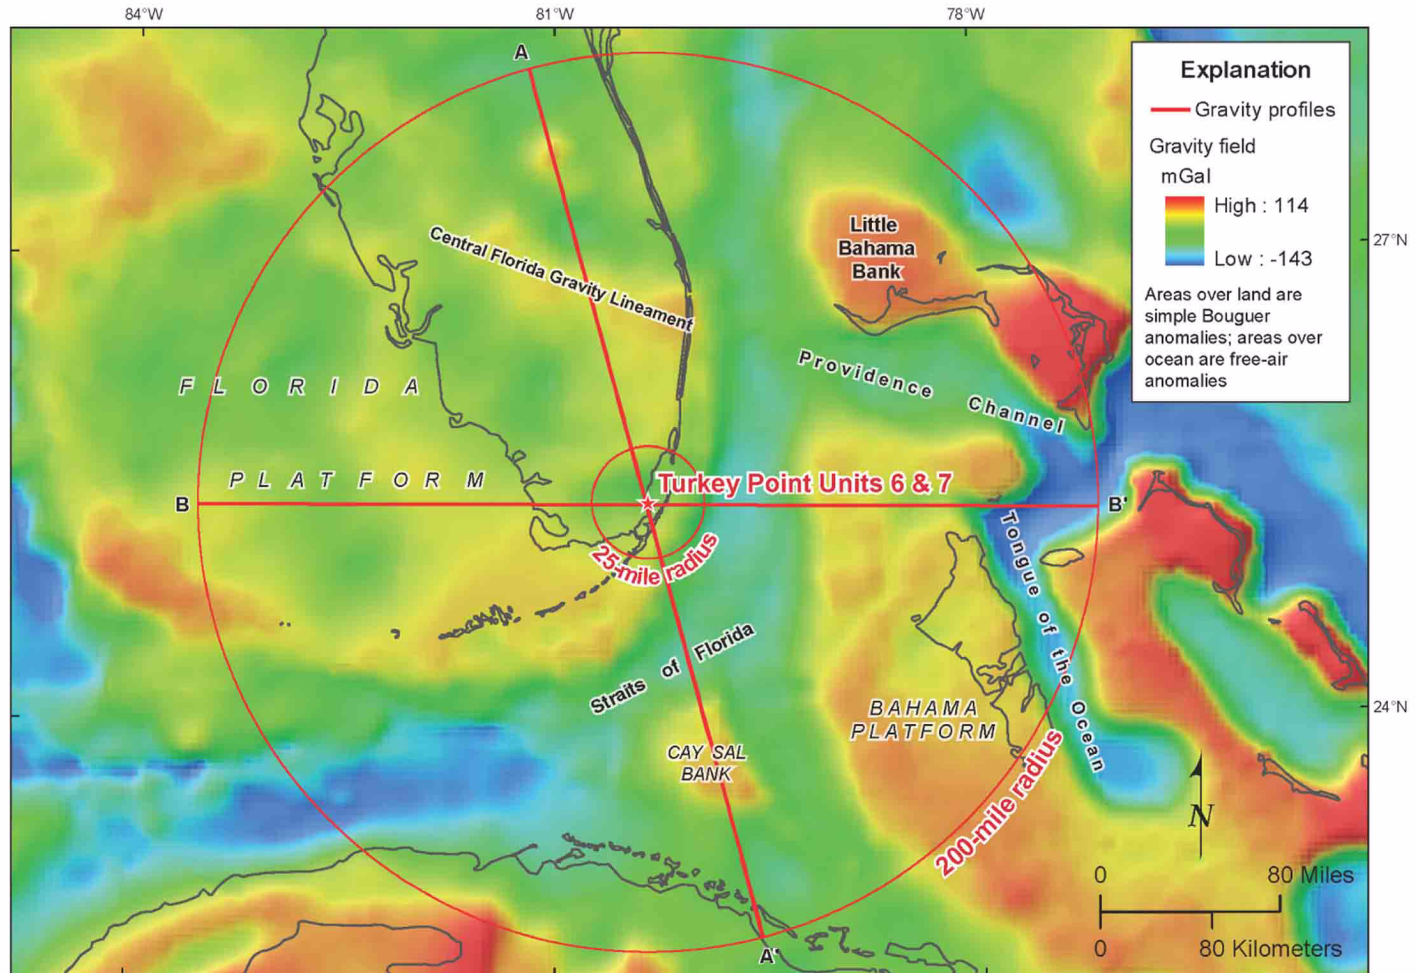 84°W
81°W
78°W
A
Explanation
Gravity profiles
Gravity field
mGal
High : 114
Low : -143
Areas over land are
simple Bouguer
anomalies; areas over
ocean are free-air
anomalies
27°N
Little
Bahama
Bank
Central Florida Gravity Lineament
Providence Channel
FLORIDA
PLATFORM
B
Turkey Point Units 6 & 7
B'
25-mile radius
Tongue of the Ocean
Straits of Florida
BAHAMA
PLATFORM
24°N
CAY SAL
BANK
200-mile radius
N
0 80 Miles
0 80 Kilometers
A'